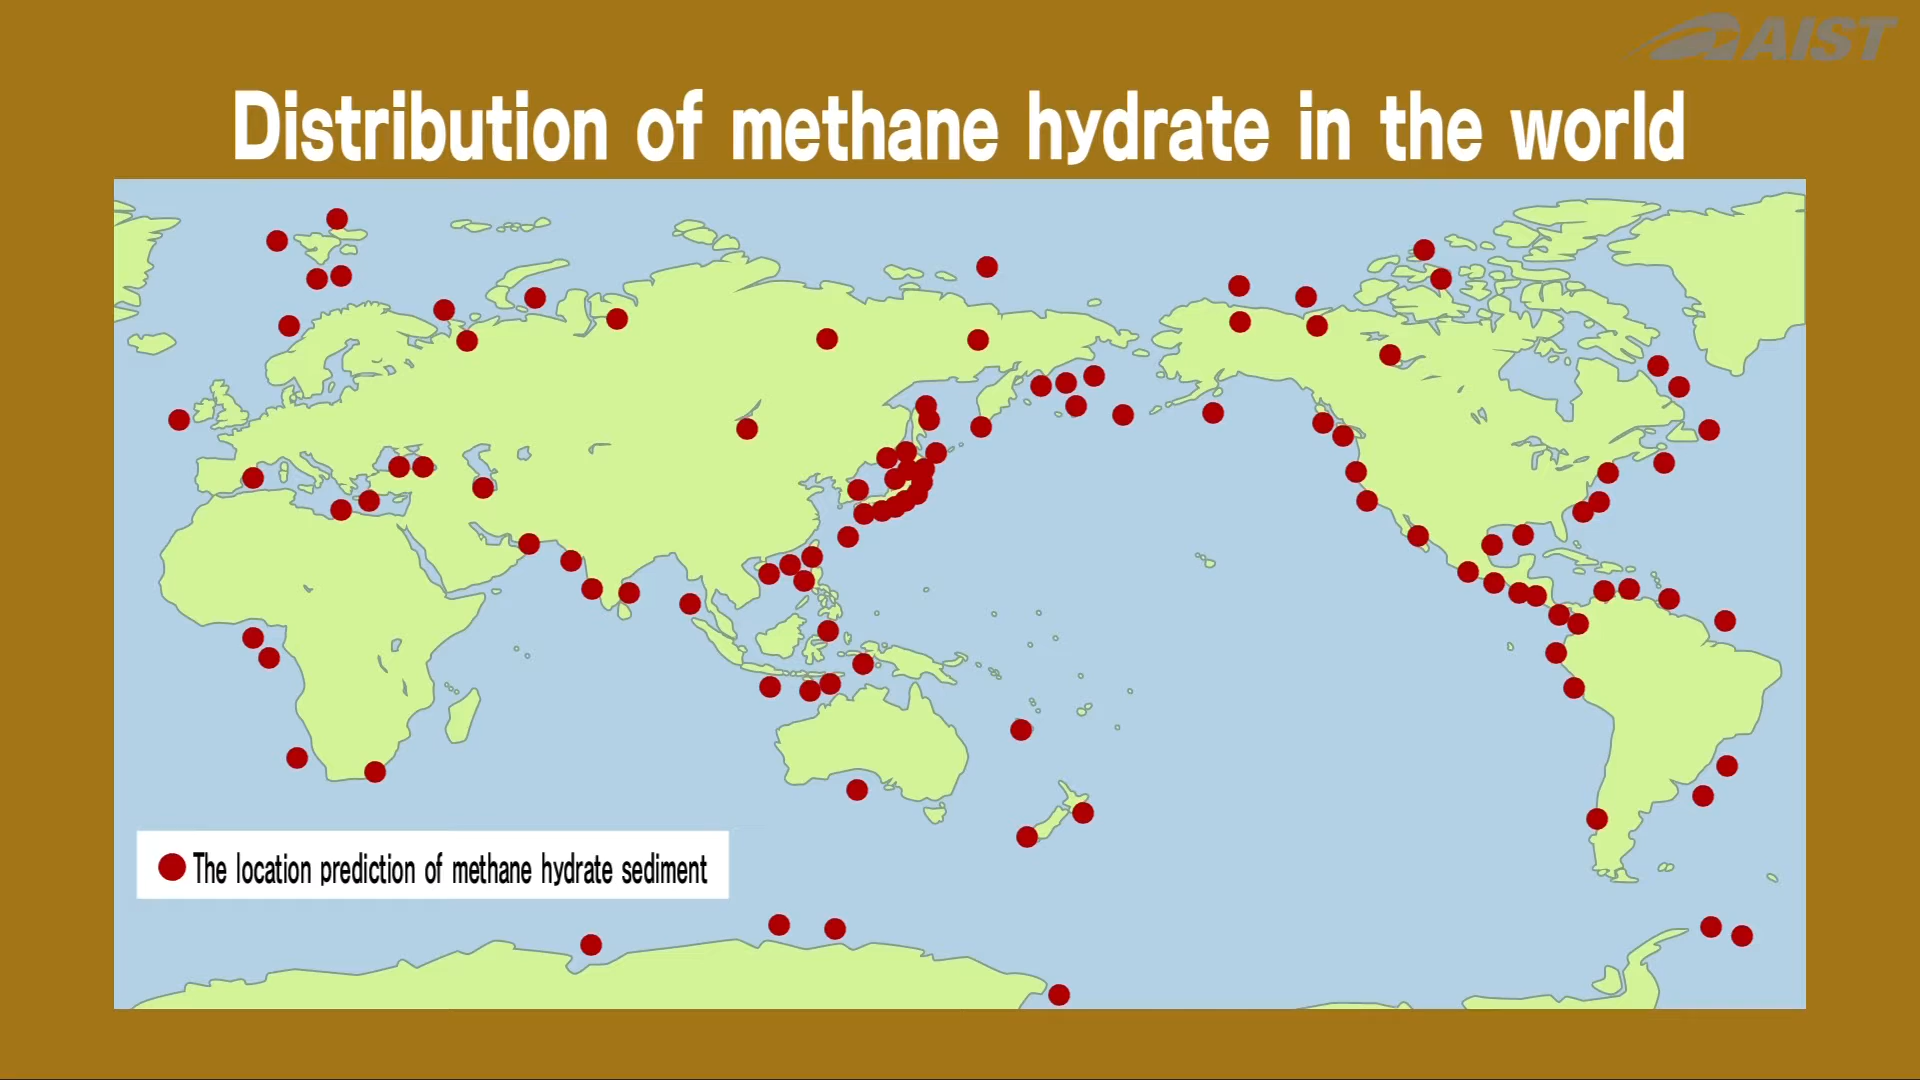 AIST
Distribution of methane hydrate in the world
The location prediction of methane hydrate sediment